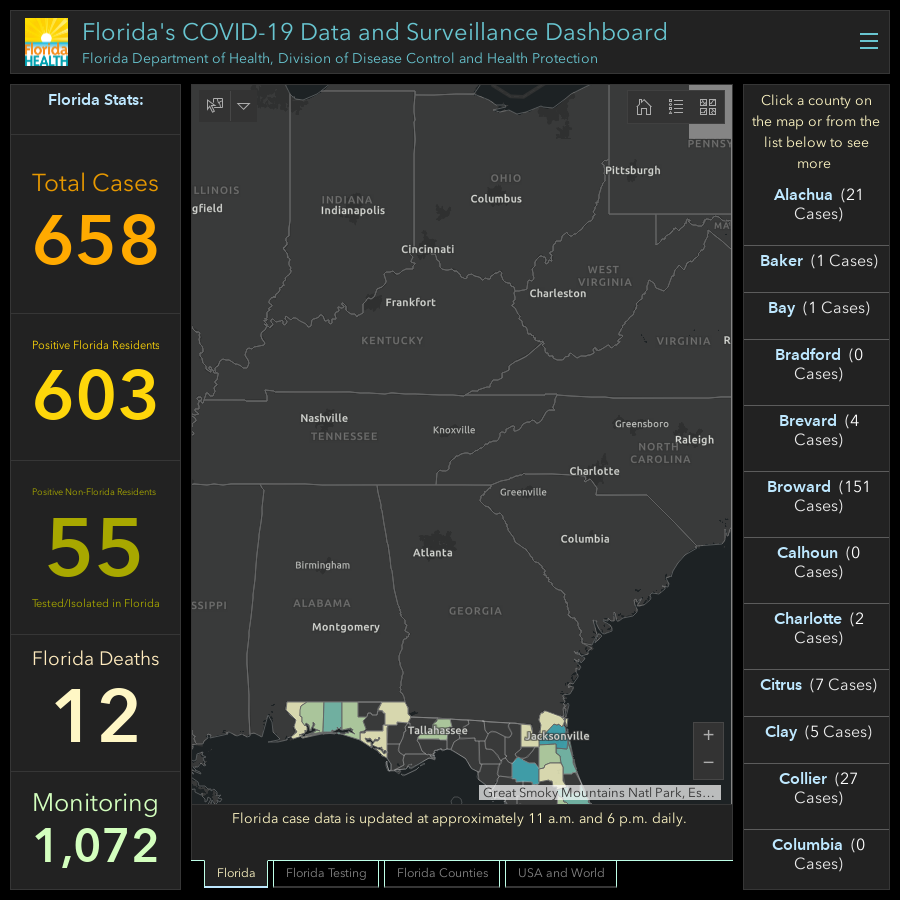 Florida
HEALTH
Florida's COVID-19 Data and Surveillance Dashboard
Florida Department of Health, Division of Disease Control and Health Protection
Florida Stats:
Total Cases
658
Positive Florida Residents
603
Positive Non-Florida Residents
55
Tested/Isolated in Florida
Florida Deaths
12
Monitoring
1,072
PENNSY
Pittsburgh
OHIO
Columbus
LLINOIS
gfield
INDIANA
Indianapolis
MA
Cincinnati
WEST
VIRGINIA
Charleston
Frankfort
KENTUCKY
VIRGINIA
R
Nashville
TENNESSEE
Knoxville
Greensboro
Raleigh
NORTH
CAROLINA
Charlotte
Greenville
Columbia
Atlanta
Birmingham
SSIPPI
ALABAMA
GEORGIA
Montgomery
Tallahassee
Jacksonville
+
−
Great Smoky Mountains Natl Park, Es…
Florida case data is updated at approximately 11 a.m. and 6 p.m. daily.
Florida
Florida Testing
Florida Counties
USA and World
Click a county on
the map or from the
list below to see
more
Alachua (21
Cases)
Baker (1 Cases)
Bay (1 Cases)
Bradford (0
Cases)
Brevard (4
Cases)
Broward (151
Cases)
Calhoun (0
Cases)
Charlotte (2
Cases)
Citrus (7 Cases)
Clay (5 Cases)
Collier (27
Cases)
Columbia (0
Cases)